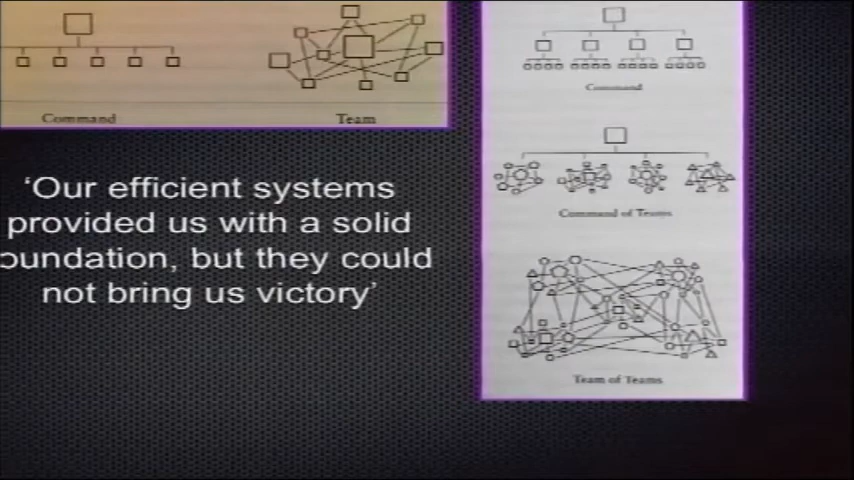 Command
Team
'Our efficient systems
provided us with a solid
oundation, but they could
not bring us victory'
Command
Command of Teams
Team of Teams